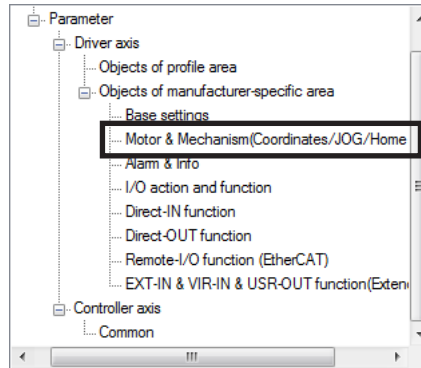 Parameter
Driver axis
Objects of profile area
Objects of manufacturer-specific area
Base settings
Motor & Mechanism(Coordinates/JOG/Home
Alarm & Info
I/O action and function
Direct-IN function
Direct-OUT function
Remote-I/O function (EtherCAT)
EXT-IN & VIR-IN & USR-OUT function(Exten
Controller axis
Common